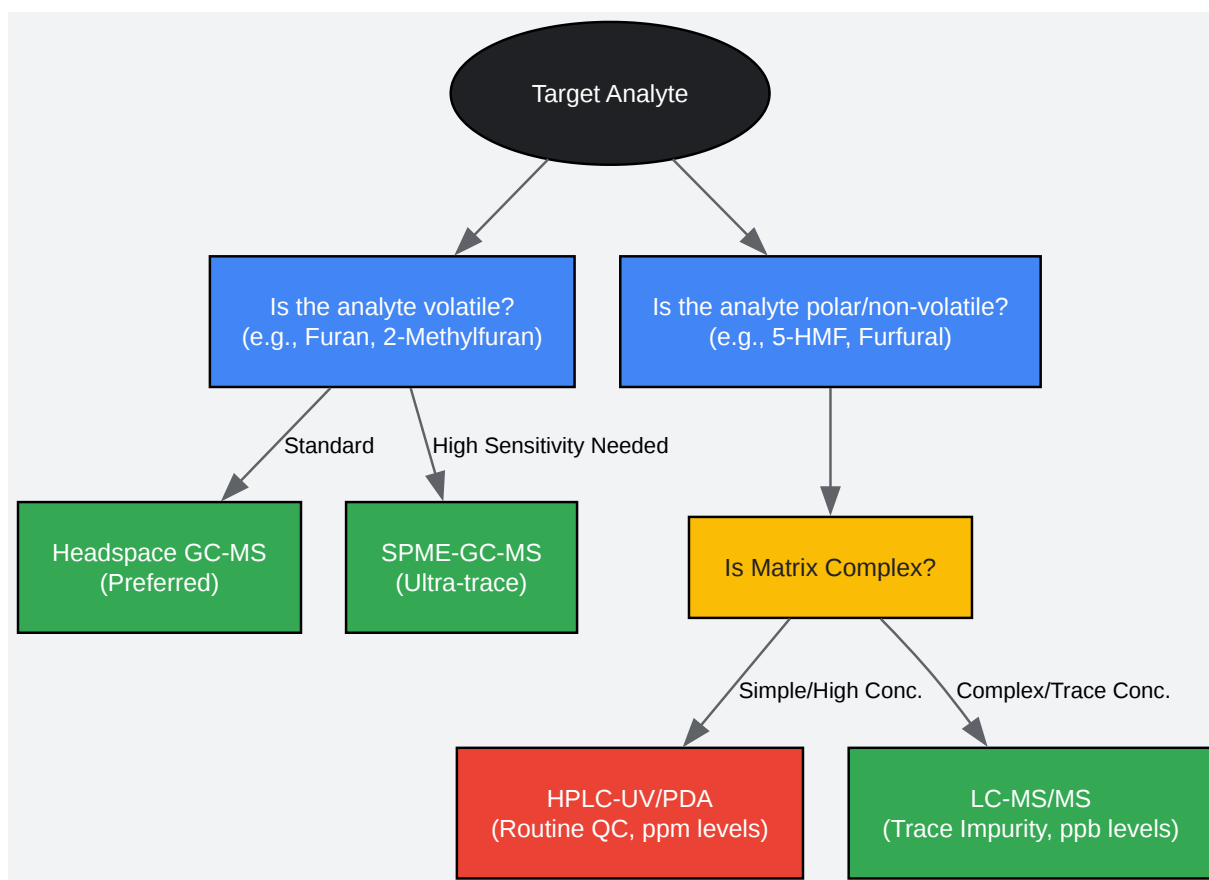 Target Analyte
Is the analyte volatile?
(e.g., Furan, 2-Methylfuran)
Is the analyte polar/non-volatile?
(e.g., 5-HMF, Furfural)
Standard
High Sensitivity Needed
Headspace GC-MS
(Preferred)
SPME-GC-MS
(Ultra-trace)
Is Matrix Complex?
Simple/High Conc.
Complex/Trace Conc.
HPLC-UV/PDA
(Routine QC, ppm levels)
LC-MS/MS
(Trace Impurity, ppb levels)